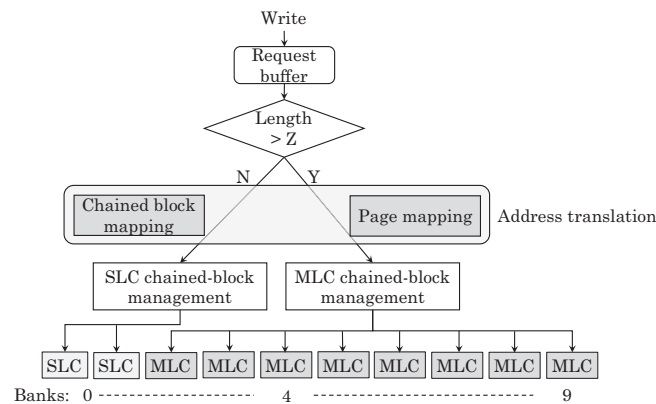 Write
Request
buffer
Length
> Z
N Y
Chained block
mapping
Page mapping
Address translation
SLC chained-block
management
MLC chained-block
management
SLC SLC MLC MLC MLC MLC MLC MLC MLC MLC
Banks: 0 4 9